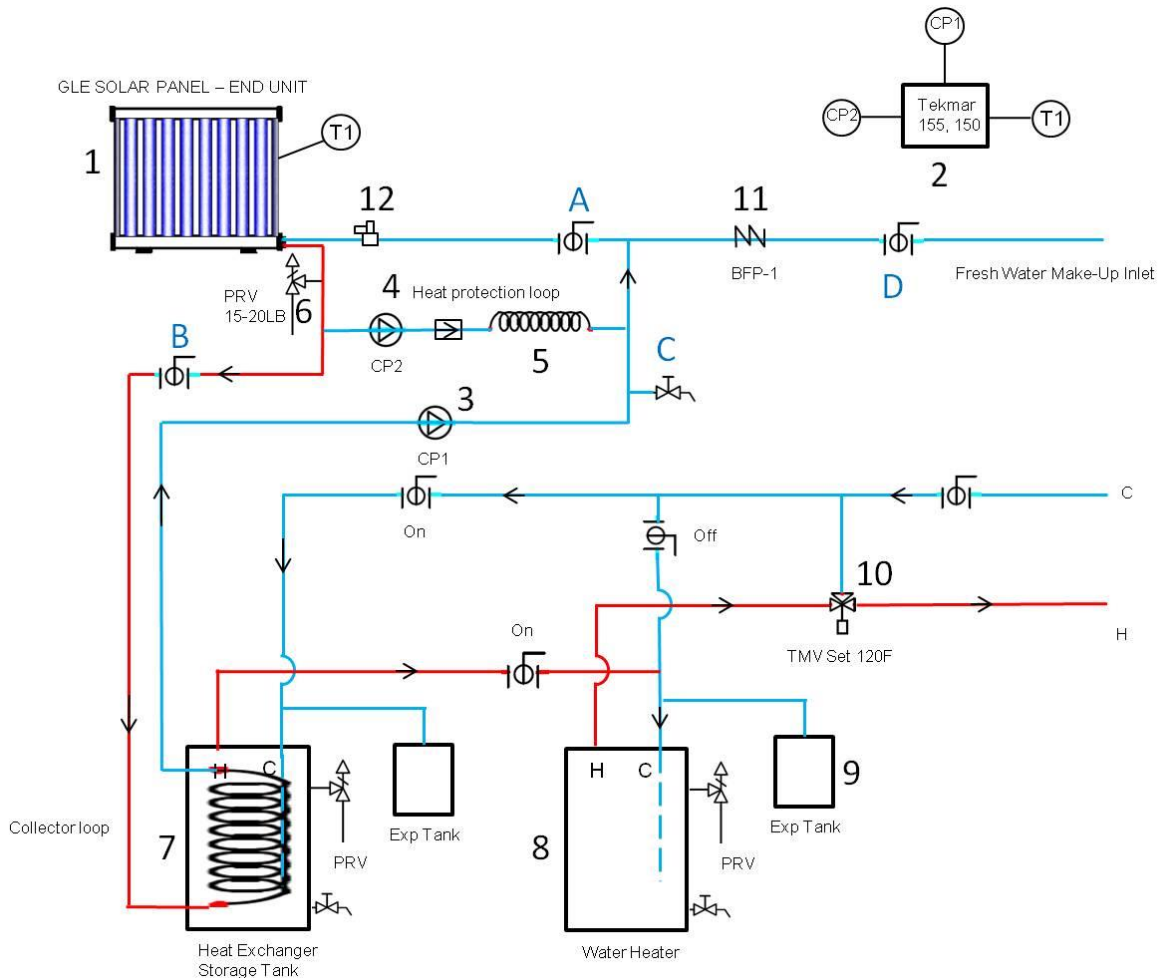 CP1
GLE SOLAR PANEL – END UNIT
T1
CP2
Tekmar
155, 150
T1
1
2
12
A
11
BFP-1
D
Fresh Water Make-Up Inlet
PRV
15-20LB
6
4
Heat protection loop
CP2
5
B
C
3
CP1
On
Off
C
10
TMV Set 120F
H
On
H
C
H
C
9
Exp Tank
Exp Tank
Collector loop
7
PRV
8
PRV
Heat Exchanger
Storage Tank
Water Heater